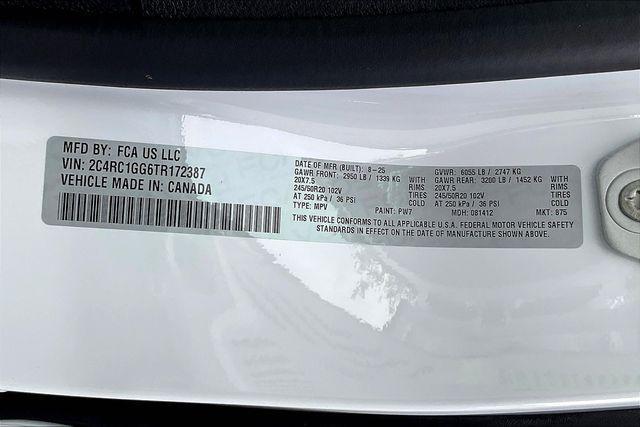 MFD BY: FCA US LLC
VIN: 2C4RC1GG6TR172387
VEHICLE MADE IN: CANADA
DATE OF MFR (BUILT): 8-25 GVWR: 6055 LB / 2747 KG
GAWR FRONT: 2950 LB / 1339 KG WITH GAWR REAR: 3200 LB / 1452 KG WITH
20X7.5 RIMS 20X7.5 RIMS
245/50R20 102V TIRES 245/50R20 102V TIRES
AT 250 kPa / 36 PSI COLD AT 250 kPa / 36 PSI COLD
TYPE: MPV PAINT: PW7 MDH: 081412 MKT: 875
THIS VEHICLE CONFORMS TO ALL APPLICABLE U.S.A. FEDERAL MOTOR VEHICLE SAFETY
STANDARDS IN EFFECT ON THE DATE OF MANUFACTURE SHOWN ABOVE.